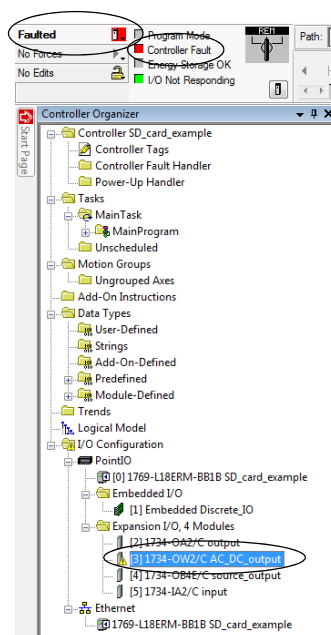 Faulted
No Forces
No Edits
Program Mode
Controller Fault
Energy Storage OK
I/O Not Responding
REM
Path:
Start Page
Controller Organizer
Controller SD_card_example
Controller Tags
Controller Fault Handler
Power-Up Handler
Tasks
MainTask
MainProgram
Unscheduled
Motion Groups
Ungrouped Axes
Add-On Instructions
Data Types
User-Defined
Strings
Add-On-Defined
Predefined
Module-Defined
Trends
Logical Model
I/O Configuration
PointIO
[0] 1769-L18ERM-BB1B SD_card_example
Embedded I/O
[1] Embedded Discrete_IO
Expansion I/O, 4 Modules
[2] 1734-OA2/C output
[3] 1734-OW2/C AC_DC_output
[4] 1734-OB4E/C source_output
[5] 1734-IA2/C input
Ethernet
1769-L18ERM-BB1B SD_card_example